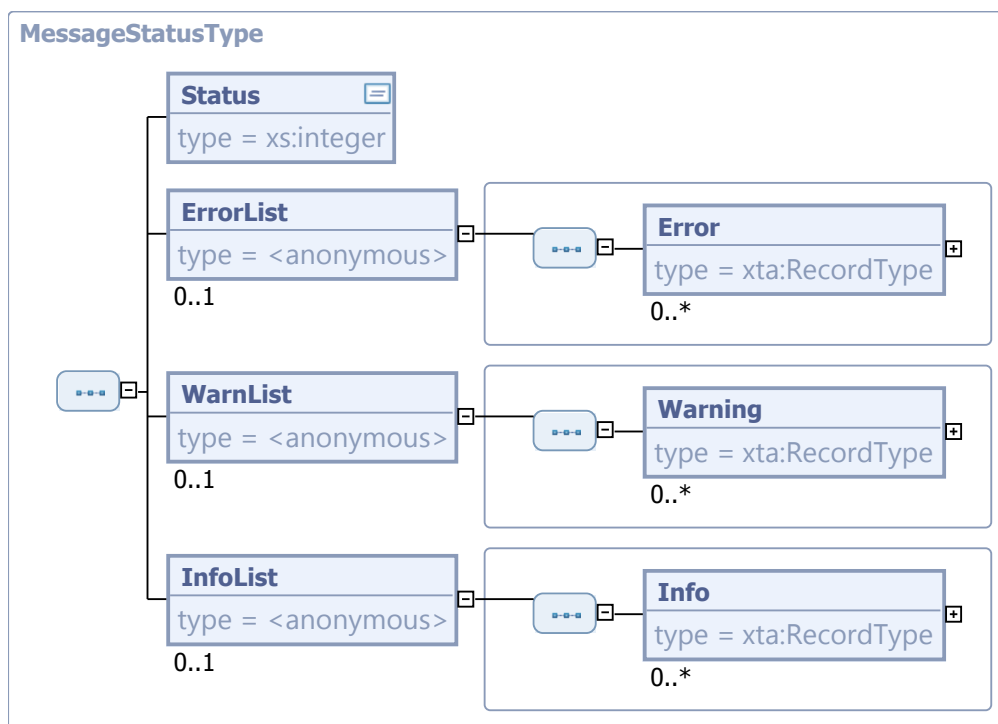 MessageStatusType
Status
type = xs:integer
ErrorList
type = <anonymous>
0..1
Error
type = xta:RecordType
0..*
WarnList
type = <anonymous>
0..1
Warning
type = xta:RecordType
0..*
InfoList
type = <anonymous>
0..1
Info
type = xta:RecordType
0..*